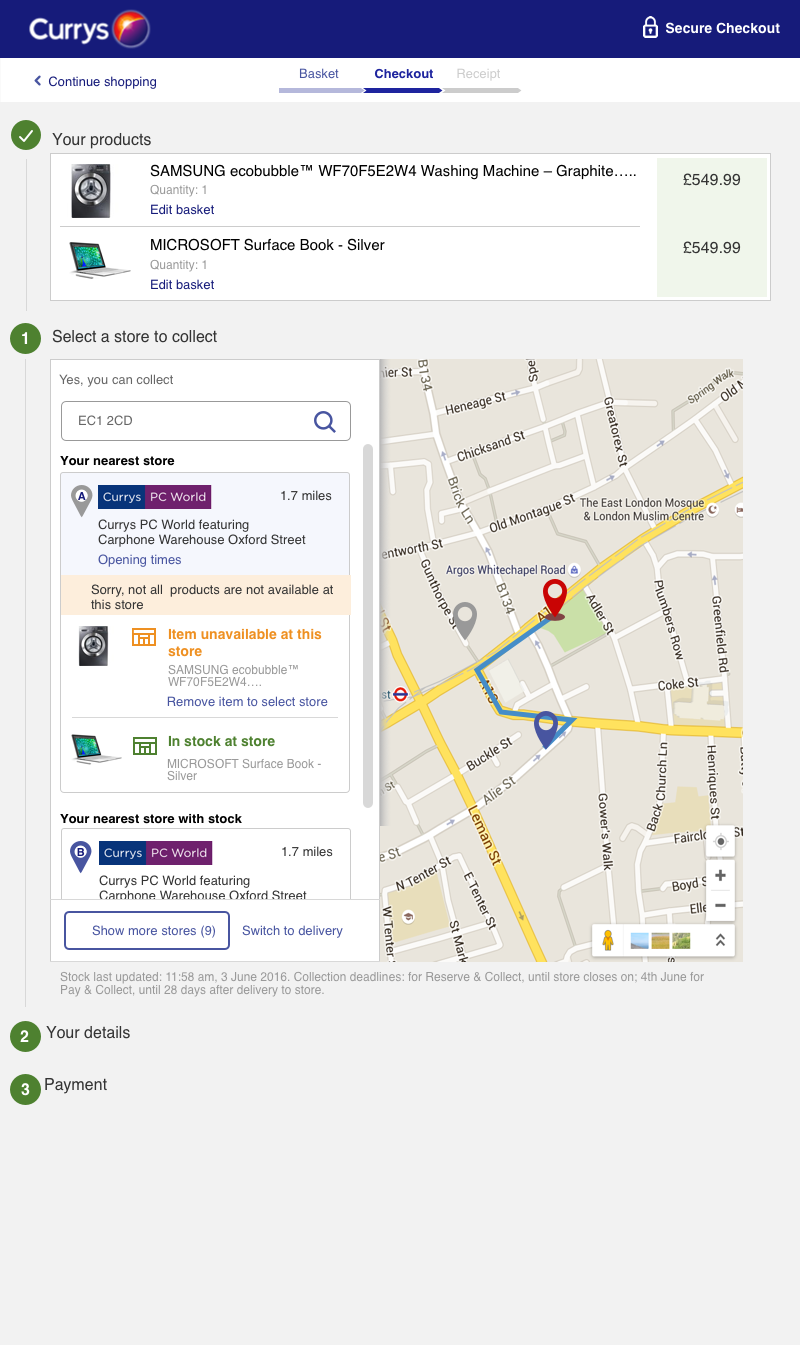 Currys
Secure Checkout
Continue shopping
Basket
Checkout
Receipt
Your products
SAMSUNG ecobubble™ WF70F5E2W4 Washing Machine – Graphite.....
£549.99
Quantity: 1
Edit basket
MICROSOFT Surface Book - Silver
£549.99
Quantity: 1
Edit basket
1
Select a store to collect
Yes, you can collect
EC1 2CD
Your nearest store
A
Currys PC World
1.7 miles
Currys PC World featuring
Carphone Warehouse Oxford Street
Opening times
Sorry, not all  products are not available at
this store
Item unavailable at this
store
SAMSUNG ecobubble™
WF70F5E2W4....
Remove item to select store
In stock at store
MICROSOFT Surface Book -
Silver
Your nearest store with stock
B
Currys PC World
1.7 miles
Currys PC World featuring
Carphone Warehouse Oxford Street
Show more stores (9)
Switch to delivery
nier St
B134
Heneage St
Chicksand St
Greatorex St
Spring Walk
Old M
Brick Ln
Old Montague St
The East London Mosque
& London Muslim Centre
entworth St
Gunthorpe St
Argos Whitechapel Road
B134
A1
Adler St
Plumbers Row
Greenfield Rd
st
Coke St
Buckle St
Alie St
Back Church Ln
Henriques St
st
Leman St
Gower's Walk
Fairclo
St
e St
N Tenter St
E Tenter St
W Tenter
St Mark
Boyd S
Elle
+
−
Stock last updated: 11:58 am, 3 June 2016. Collection deadlines: for Reserve & Collect, until store closes on; 4th June for
Pay & Collect, until 28 days after delivery to store.
2
Your details
3
Payment